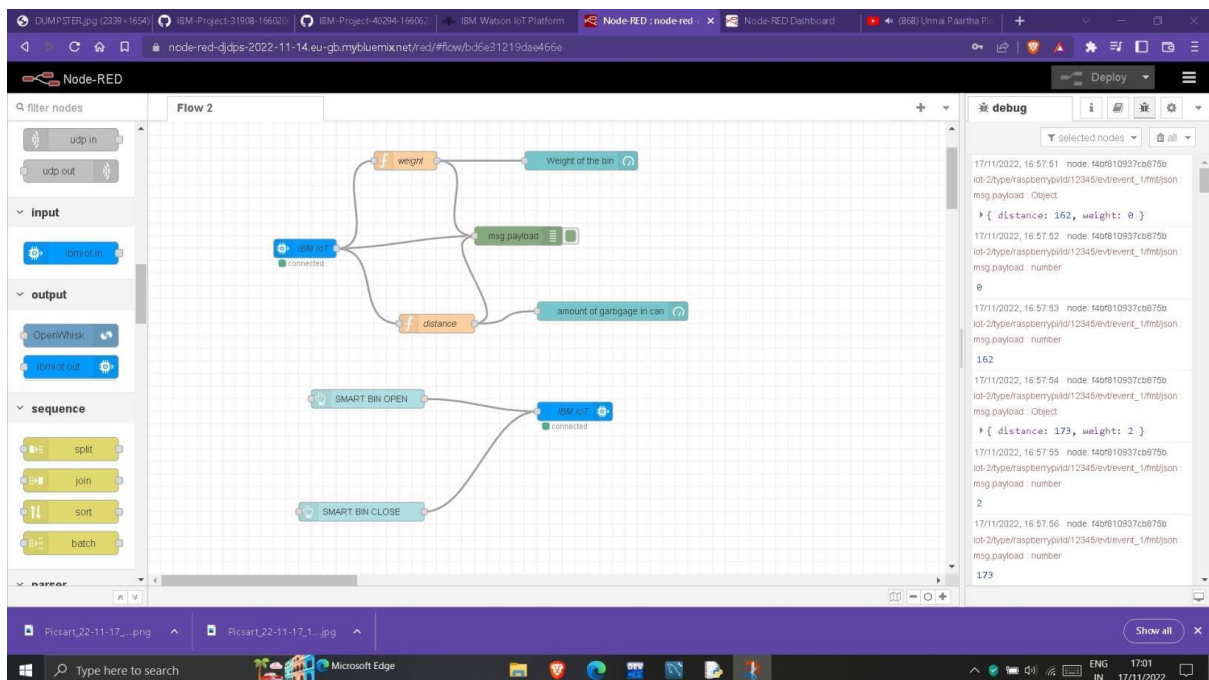 DUMPSTER.jpg (2339×1654)
IBM-Project-31908-166020
IBM-Project-40294-166062
IBM Watson IoT Platform
Node-RED : node-red-
Node-RED Dashboard
(868) Unnai Paartha Pi
node-red-djdps-2022-11-14.eu-gb.mybluemix.net/red/#flow/bd6e31219dae466e
Node-RED
Deploy
filter nodes
Flow 2
debug
selected nodes
all
udp in
udp out
input
ibmiot in
output
OpenWhisk
ibmiot out
sequence
split
join
sort
batch
parser
weight
Weight of the bin
IBM IoT
connected
msg.payload
distance
amount of garbgage in can
SMART BIN OPEN
IBM IoT
connected
SMART BIN CLOSE
17/11/2022, 16:57:51 node: f4bf810937cb875b
iot-2/type/raspberrypi/id/12345/evt/event_1/fmt/json :
msg.payload : Object
{ distance: 162, weight: 0 }
17/11/2022, 16:57:52 node: f4bf810937cb875b
iot-2/type/raspberrypi/id/12345/evt/event_1/fmt/json :
msg.payload : number
0
17/11/2022, 16:57:53 node: f4bf810937cb875b
iot-2/type/raspberrypi/id/12345/evt/event_1/fmt/json :
msg.payload : number
162
17/11/2022, 16:57:54 node: f4bf810937cb875b
iot-2/type/raspberrypi/id/12345/evt/event_1/fmt/json :
msg.payload : Object
{ distance: 173, weight: 2 }
17/11/2022, 16:57:55 node: f4bf810937cb875b
iot-2/type/raspberrypi/id/12345/evt/event_1/fmt/json :
msg.payload : number
2
17/11/2022, 16:57:56 node: f4bf810937cb875b
iot-2/type/raspberrypi/id/12345/evt/event_1/fmt/json :
msg.payload : number
173
Picsart_22-11-17_...png
Picsart_22-11-17_1....jpg
Show all
Type here to search
Microsoft Edge
ENG
IN
17:01
17/11/2022